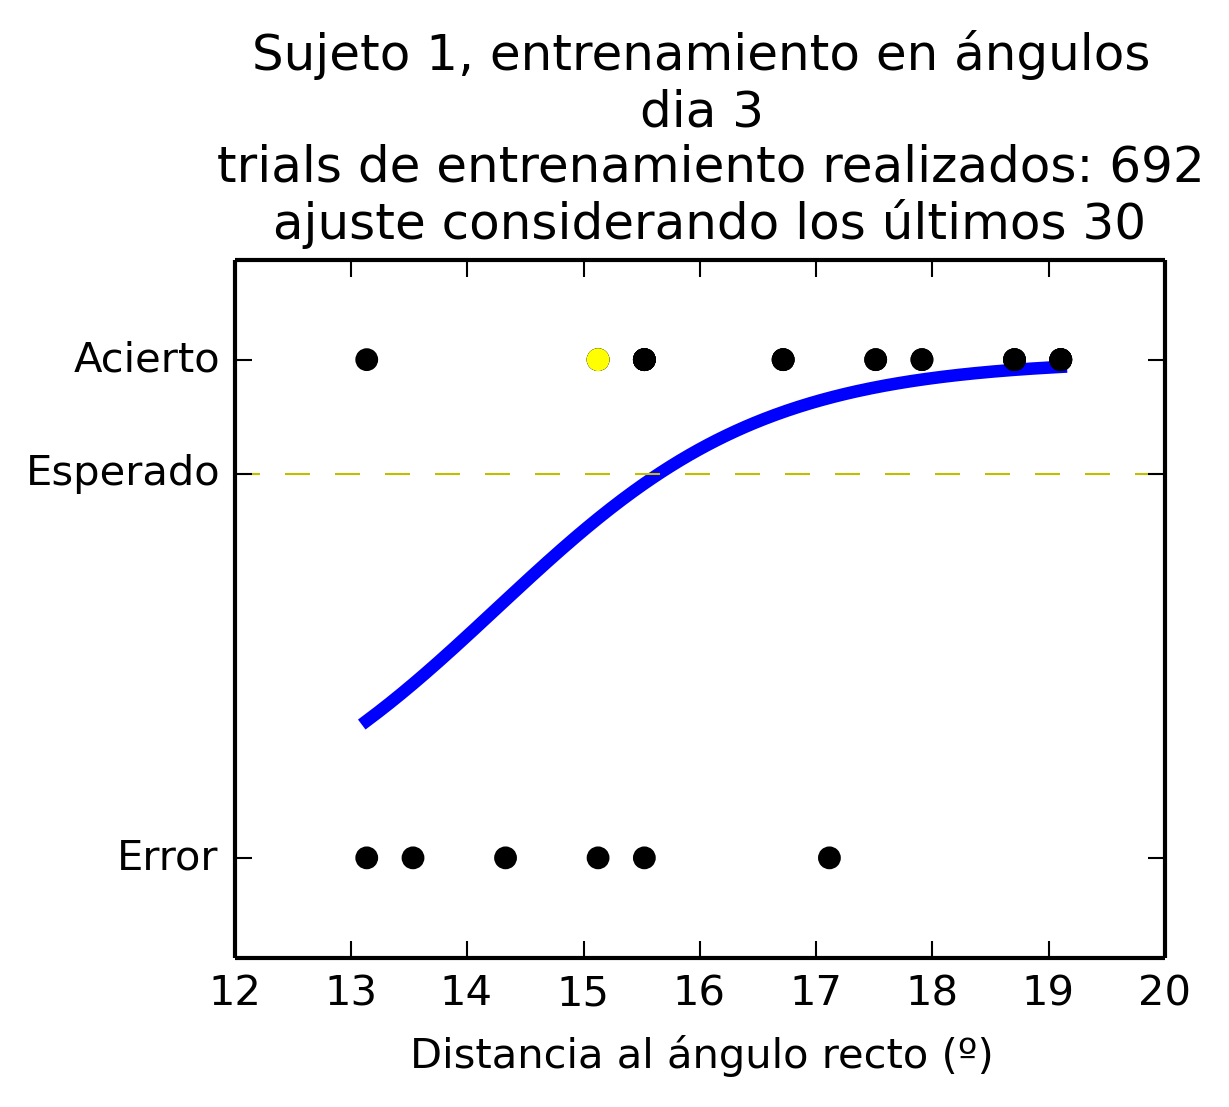 Sujeto 1, entrenamiento en ángulos
dia 3
trials de entrenamiento realizados: 692
ajuste considerando los últimos 30
Acierto
Esperado
Error
12 13 14 15 16 17 18 19 20
Distancia al ángulo recto (º)